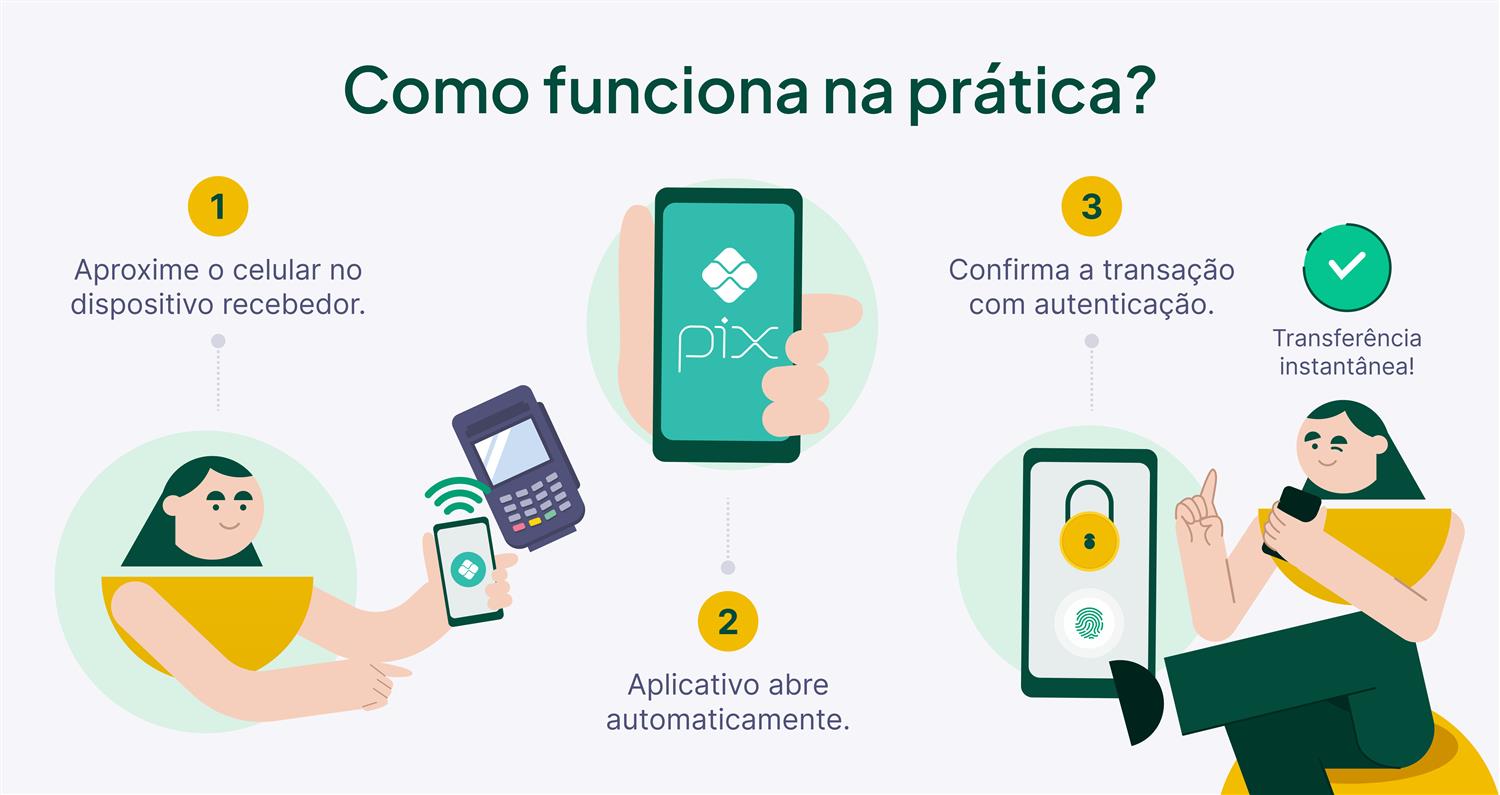 Como funciona na prática?
1
Aproxime o celular no
dispositivo recebedor.
pix
2
Aplicativo abre
automaticamente.
3
Confirma a transação
com autenticação.
Transferência
instantânea!